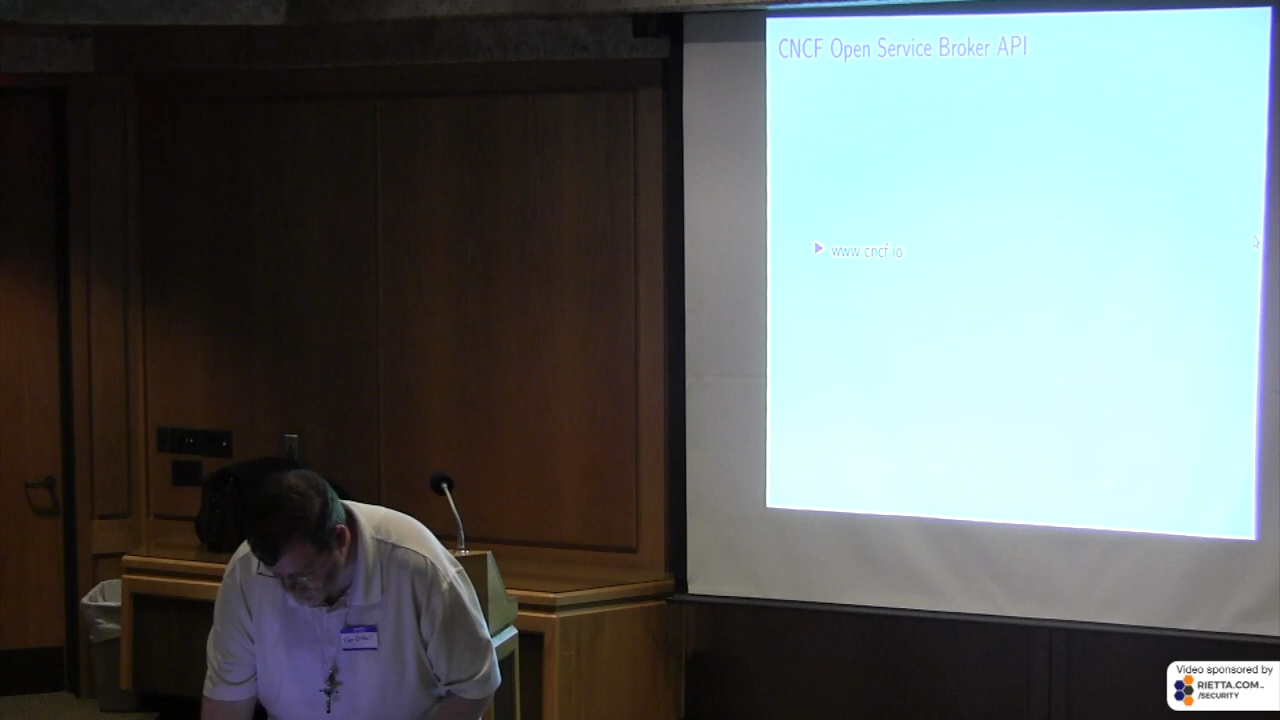 CNCF Open Service Broker API
www.cncf.io
Video sponsored by
RIETTA.COM
/SECURITY